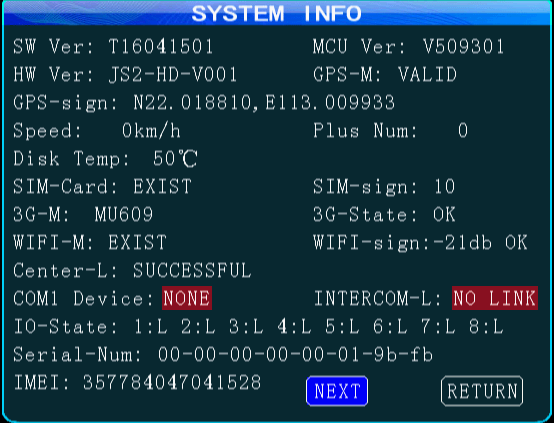 SYSTEM INFO
SW Ver: T16041501 MCU Ver: V509301
HW Ver: JS2-HD-V001 GPS-M: VALID
GPS-sign: N22.018810,E113.009933
Speed: 0km/h Plus Num: 0
Disk Temp: 50℃
SIM-Card: EXIST SIM-sign: 10
3G-M: MU609 3G-State: OK
WIFI-M: EXIST WIFI-sign:-21db OK
Center-L: SUCCESSFUL
COM1 Device: NONE INTERCOM-L: NO LINK
IO-State: 1:L 2:L 3:L 4:L 5:L 6:L 7:L 8:L
Serial-Num: 00-00-00-00-00-01-9b-fb
IMEI: 357784047041528 NEXT RETURN